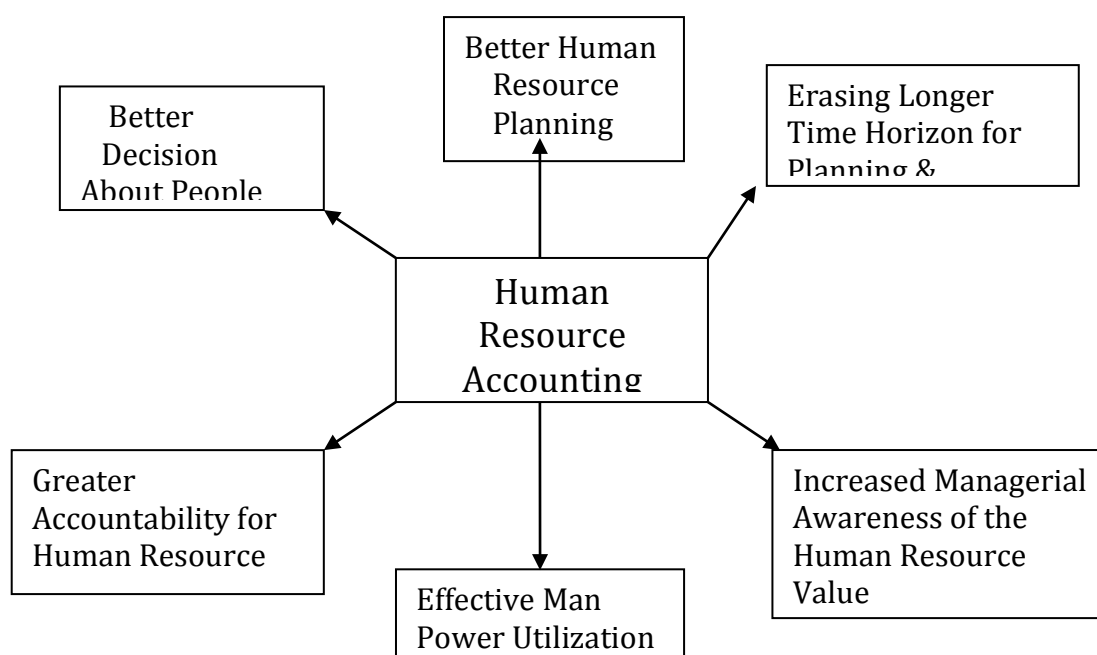 Better Human
Resource
Planning
Better
Decision
About People
Erasing Longer
Time Horizon for
Planning &
Human
Resource
Accounting
Greater
Accountability for
Human Resource
Increased Managerial
Awareness of the
Human Resource
Value
Effective Man
Power Utilization